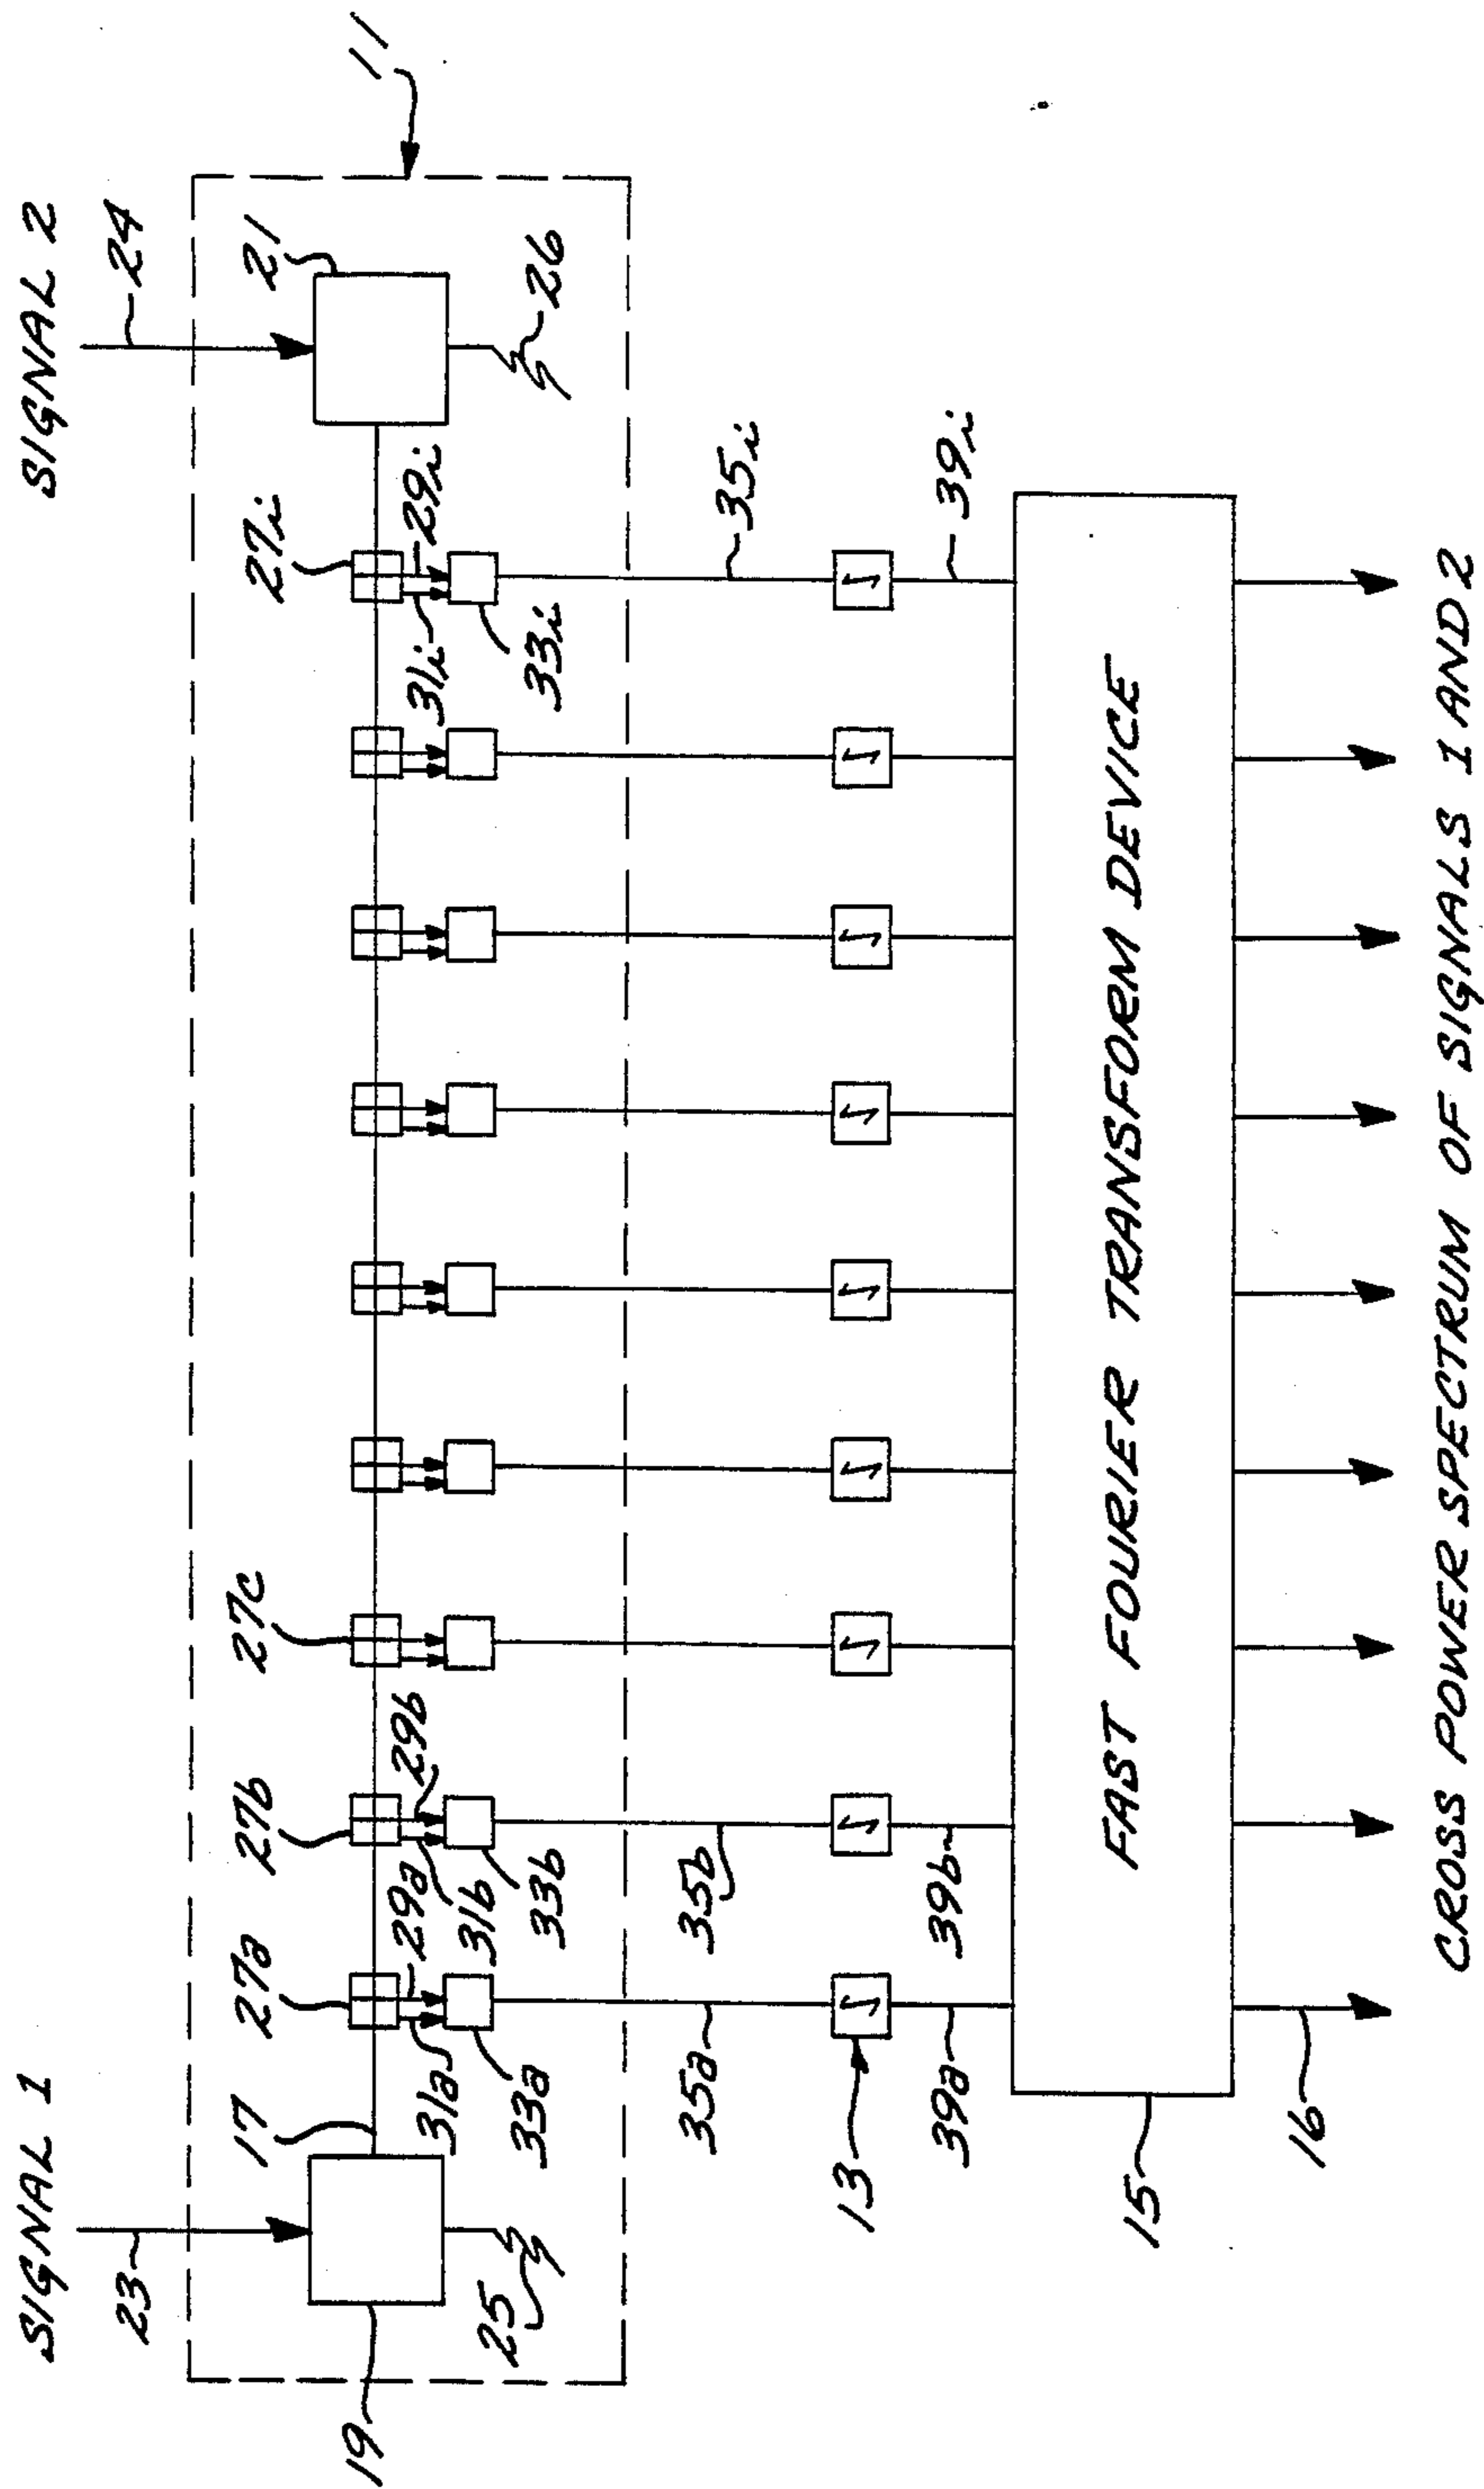 SIGNAL 1
SIGNAL 2
23
24
11
19
17
21
27a
27b
27c
27i
29a
29b
29i
31a
31b
31i
33a
33b
33i
25
26
35a
35b
35i
13
39a
39b
39i
15
FAST FOURIER TRANSFORM DEVICE
16
CROSS POWER SPECTRUM OF SIGNALS 1 AND 2